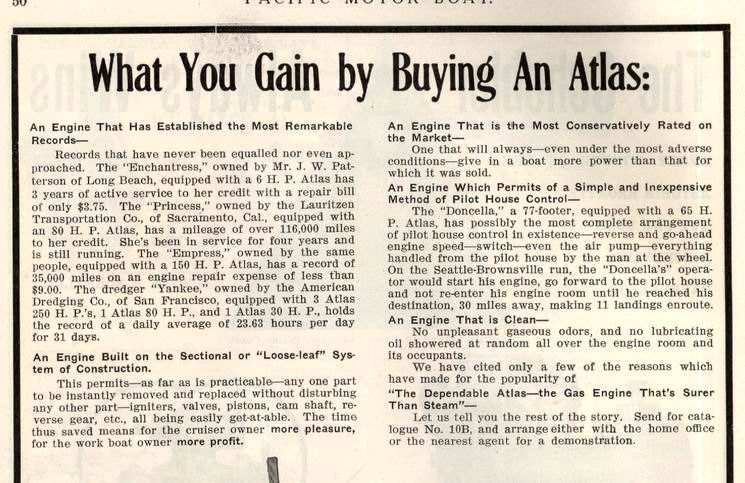 50
PACIFIC MOTOR BOAT.
What You Gain by Buying An Atlas:
An Engine That Has Established the Most Remarkable
Records—
Records that have never been equalled nor even ap-
proached. The “Enchantress,” owned by Mr. J. W. Pat-
terson of Long Beach, equipped with a 6 H. P. Atlas has
3 years of active service to her credit with a repair bill
of only $3.75. The “Princess,” owned by the Lauritzen
Transportation Co., of Sacramento, Cal., equipped with
an 80 H. P. Atlas, has a mileage of over 116,000 miles
to her credit. She's been in service for four years and
is still running. The “Empress,” owned by the same
people, equipped with a 150 H. P. Atlas, has a record of
35,000 miles on an engine repair expense of less than
$9.00. The dredger “Yankee,” owned by the American
Dredging Co., of San Francisco, equipped with 3 Atlas
250 H. P.'s, 1 Atlas 80 H. P., and 1 Atlas 30 H. P., holds
the record of a daily average of 23.63 hours per day
for 31 days.
An Engine Built on the Sectional or “Loose-leaf” Sys-
tem of Construction.
This permits—as far as is practicable—any one part
to be instantly removed and replaced without disturbing
any other part—igniters, valves, pistons, cam shaft, re-
verse gear, etc., all being easily get-at-able. The time
thus saved means for the cruiser owner more pleasure,
for the work boat owner more profit.
An Engine That is the Most Conservatively Rated on
the Market—
One that will always—even under the most adverse
conditions—give in a boat more power than that for
which it was sold.
An Engine Which Permits of a Simple and Inexpensive
Method of Pilot House Control—
The “Doncella,” a 77-footer, equipped with a 65 H.
P. Atlas, has possibly the most complete arrangement
of pilot house control in existence—reverse and go-ahead
engine speed—switch—even the air pump—everything
handled from the pilot house by the man at the wheel.
On the Seattle-Brownsville run, the “Doncella's” opera-
tor would start his engine, go forward to the pilot house
and not re-enter his engine room until he reached his
destination, 30 miles away, making 11 landings enroute.
An Engine That is Clean—
No unpleasant gaseous odors, and no lubricating
oil showered at random all over the engine room and
its occupants.
We have cited only a few of the reasons which
have made for the popularity of
“The Dependable Atlas—the Gas Engine That's Surer
Than Steam”—
Let us tell you the rest of the story. Send for cata-
logue No. 10B, and arrange either with the home office
or the nearest agent for a demonstration.